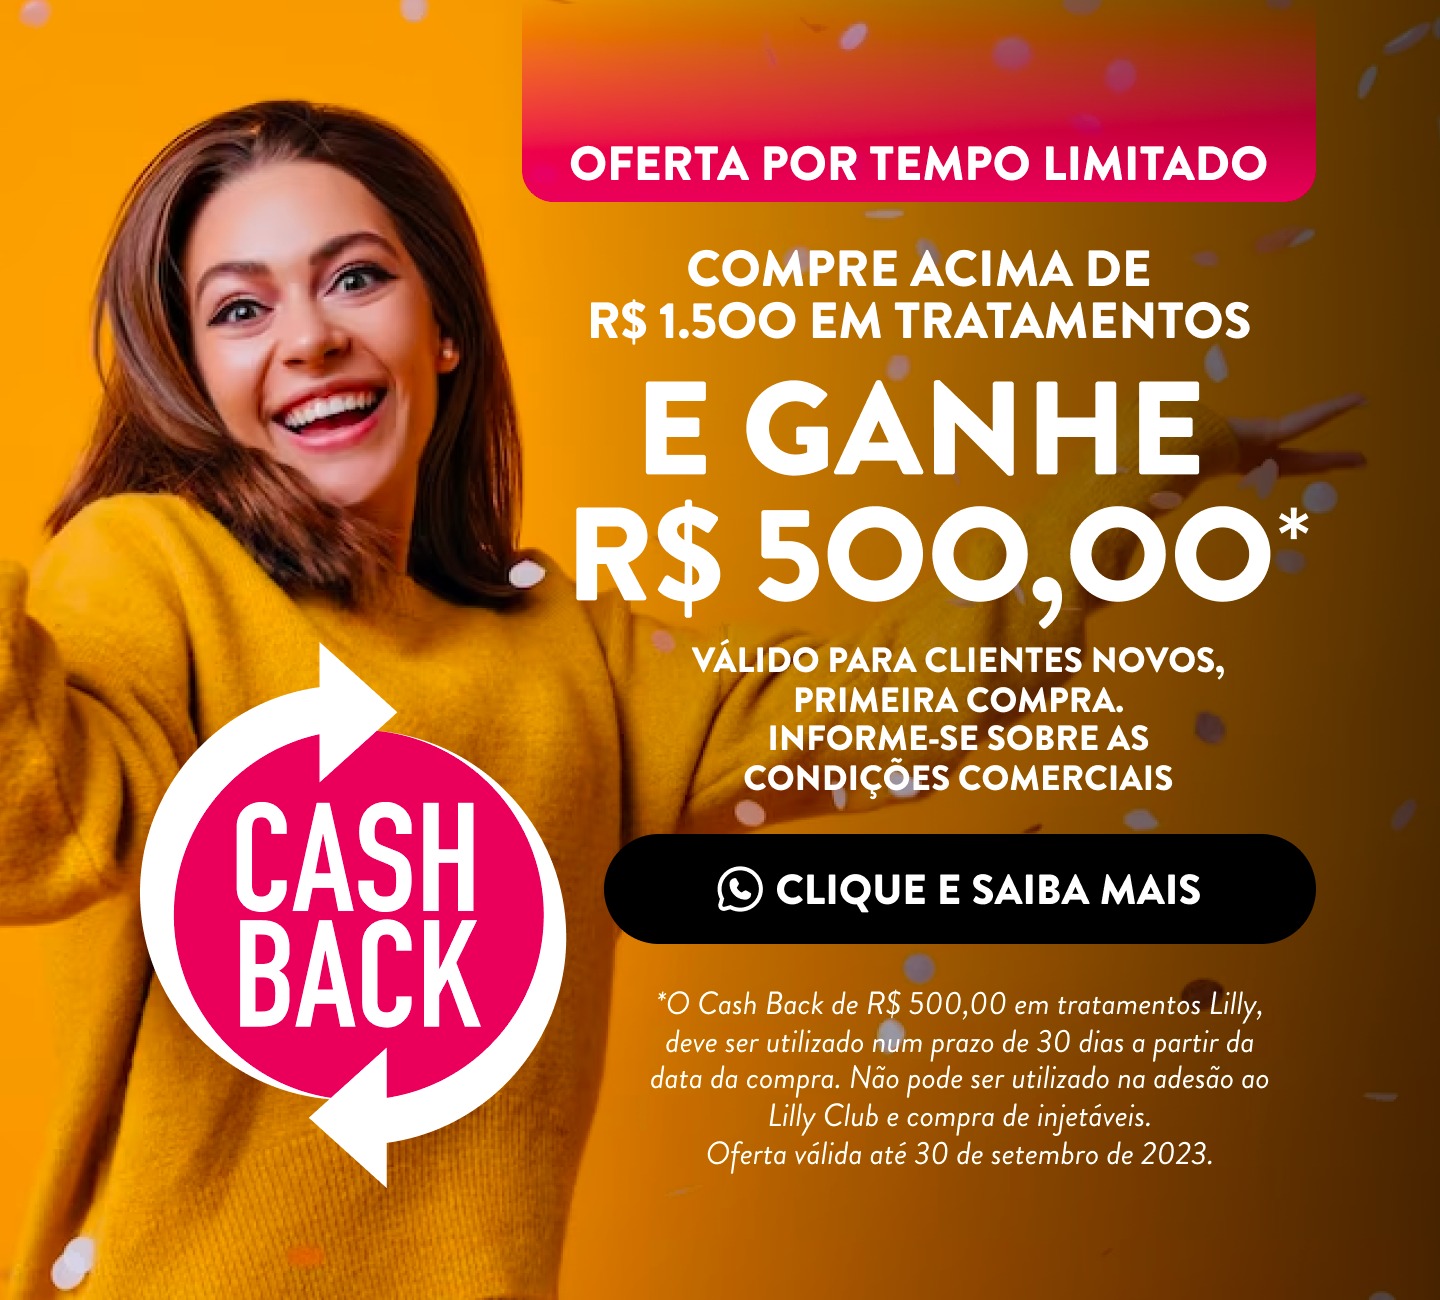 OFERTA POR TEMPO LIMITADO
COMPRE ACIMA DE
R$ 1.500 EM TRATAMENTOS
E GANHE
R$ 500,00*
VÁLIDO PARA CLIENTES NOVOS,
PRIMEIRA COMPRA.
INFORME-SE SOBRE AS
CONDIÇÕES COMERCIAIS
CASH
BACK
CLIQUE E SAIBA MAIS
*O Cash Back de R$ 500,00 em tratamentos Lilly,
deve ser utilizado num prazo de 30 dias a partir da
data da compra. Não pode ser utilizado na adesão ao
Lilly Club e compra de injetáveis.
Oferta válida até 30 de setembro de 2023.